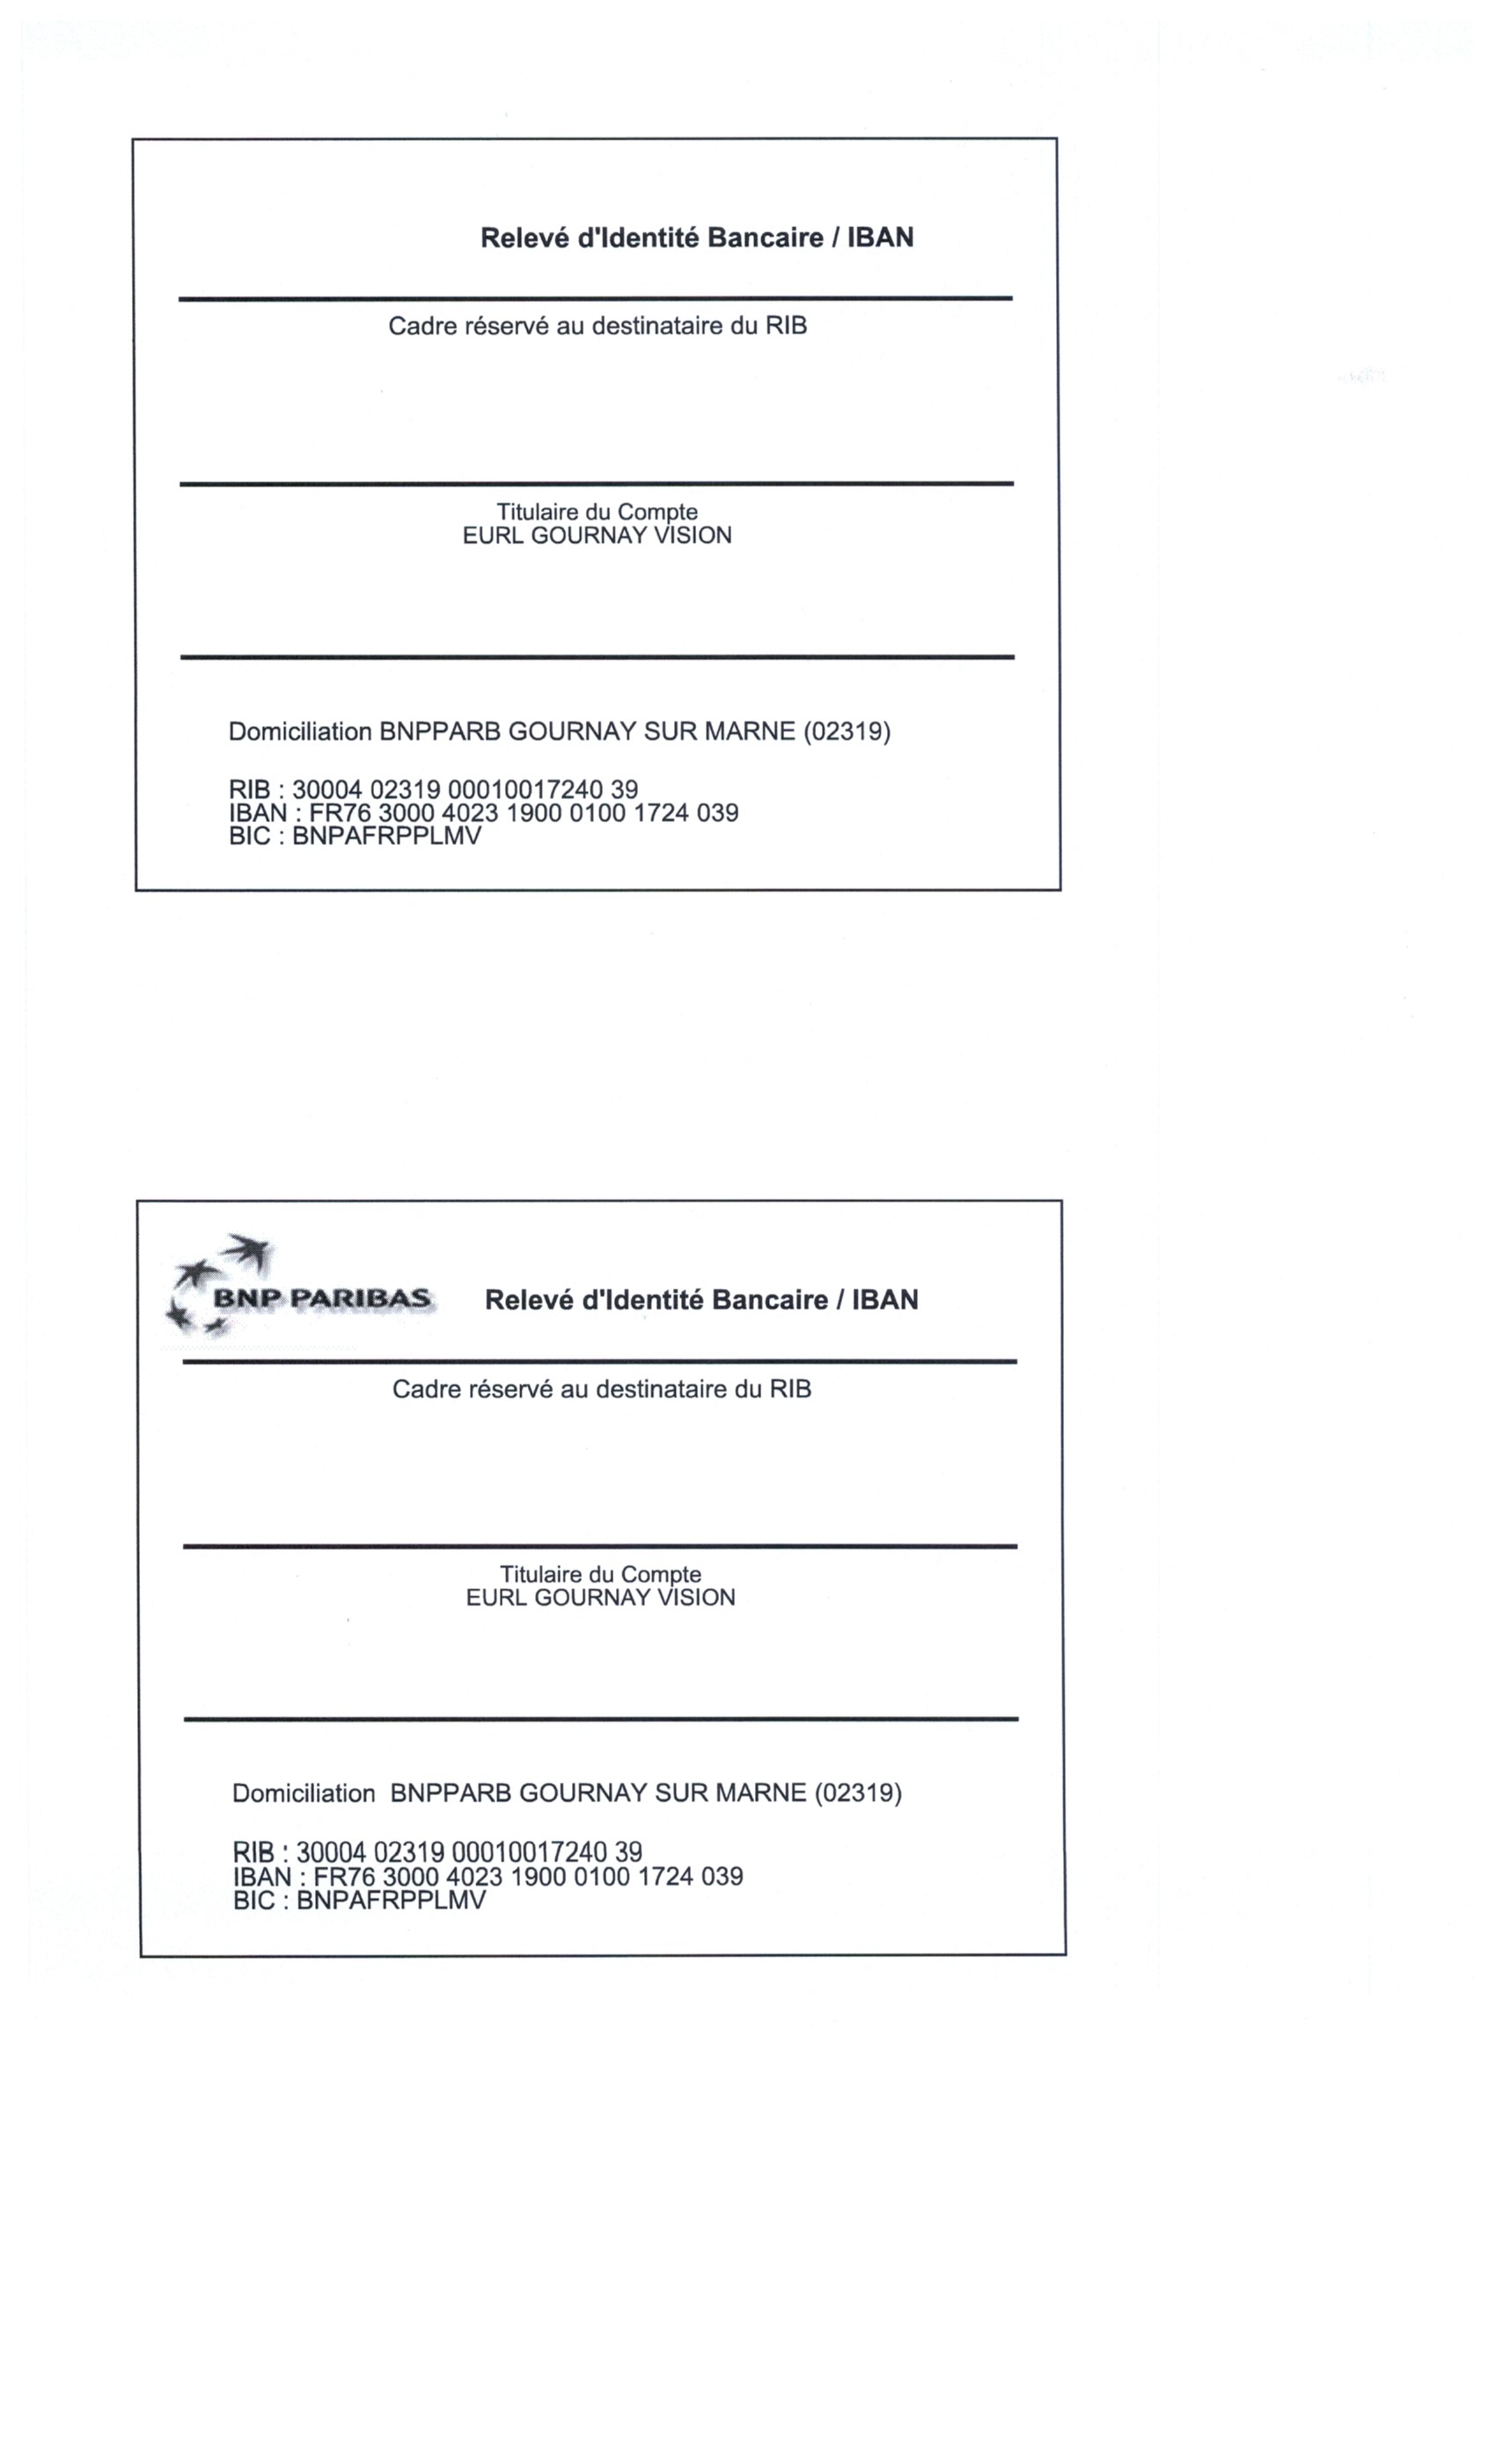 Relevé d'Identité Bancaire / IBAN
Cadre réservé au destinataire du RIB
Titulaire du Compte
EURL GOURNAY VISION
Domiciliation BNPPARB GOURNAY SUR MARNE (02319)
RIB : 30004 02319 00010017240 39
IBAN : FR76 3000 4023 1900 0100 1724 039
BIC : BNPAFRPPLMV
BNP PARIBAS Relevé d'Identité Bancaire / IBAN
Cadre réservé au destinataire du RIB
Titulaire du Compte
EURL GOURNAY VISION
Domiciliation BNPPARB GOURNAY SUR MARNE (02319)
RIB : 30004 02319 00010017240 39
IBAN : FR76 3000 4023 1900 0100 1724 039
BIC : BNPAFRPPLMV